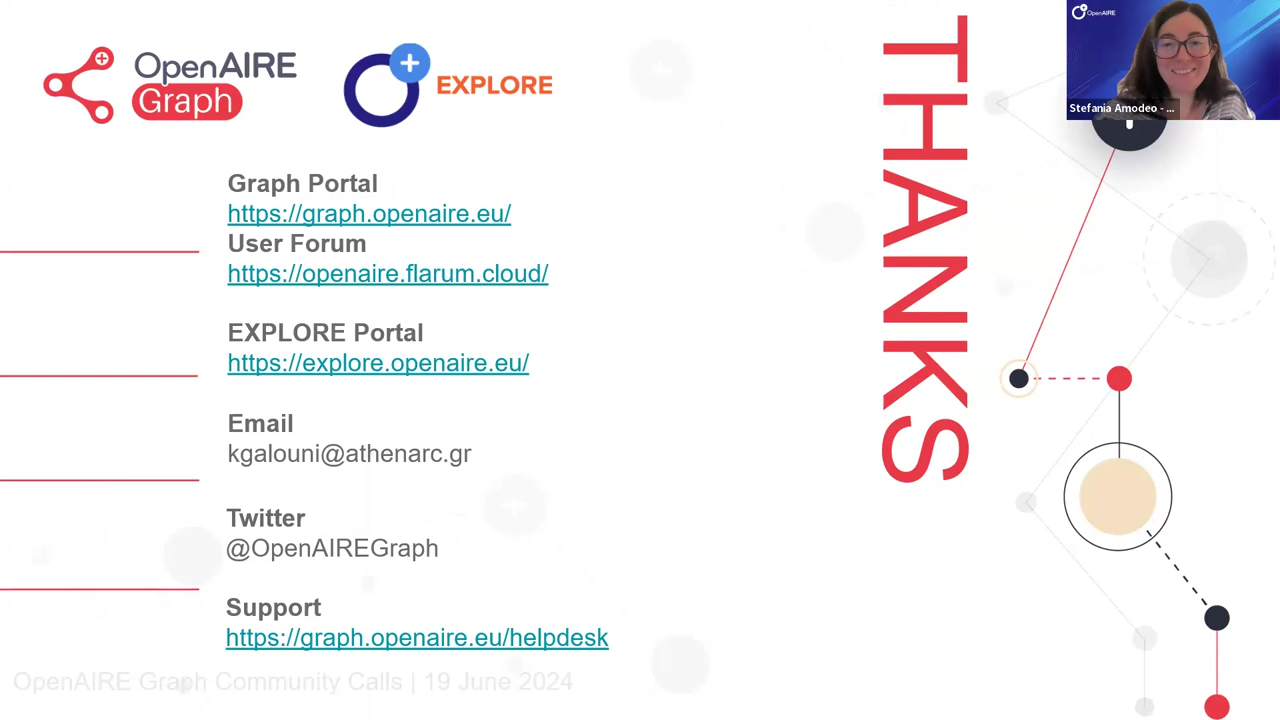 OpenAIRE
Graph
EXPLORE
THANKS
OpenAIRE
Stefania Amodeo - ...
Graph Portal
https://graph.openaire.eu/
User Forum
https://openaire.flarum.cloud/
EXPLORE Portal
https://explore.openaire.eu/
Email
kgalouni@athenarc.gr
Twitter
@OpenAIREGraph
Support
https://graph.openaire.eu/helpdesk
OpenAIRE Graph Community Calls | 19 June 2024